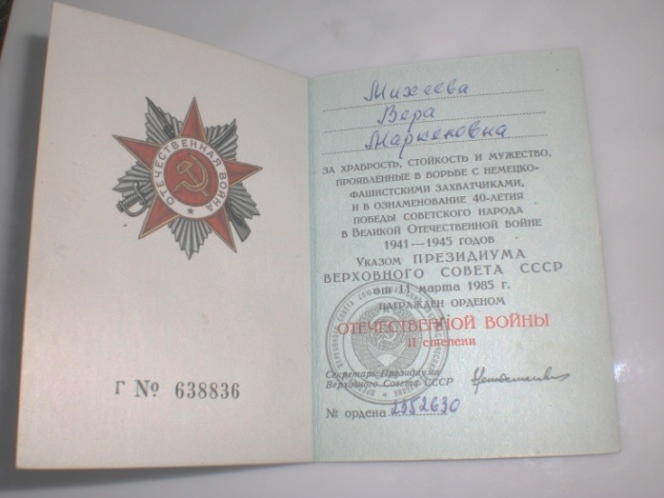 ОТЕЧЕСТВЕННАЯ ВОЙНА
Г № 638836
Михеева
Вера
Маркеловна
ЗА ХРАБРОСТЬ, СТОЙКОСТЬ И МУЖЕСТВО,
ПРОЯВЛЕННЫЕ В БОРЬБЕ С НЕМЕЦКО-
ФАШИСТСКИМИ ЗАХВАТЧИКАМИ,
И В ОЗНАМЕНОВАНИЕ 40-ЛЕТИЯ
ПОБЕДЫ СОВЕТСКОГО НАРОДА
В ВЕЛИКОЙ ОТЕЧЕСТВЕННОЙ ВОЙНЕ
1941—1945 ГОДОВ
УКАЗОМ ПРЕЗИДИУМА
ВЕРХОВНОГО СОВЕТА СССР
от 11 марта 1985 г.
НАГРАЖДЕН ОРДЕНОМ
ОТЕЧЕСТВЕННОЙ ВОЙНЫ
II степени
Секретарь Президиума
Верховного Совета СССР
№ ордена 2552630